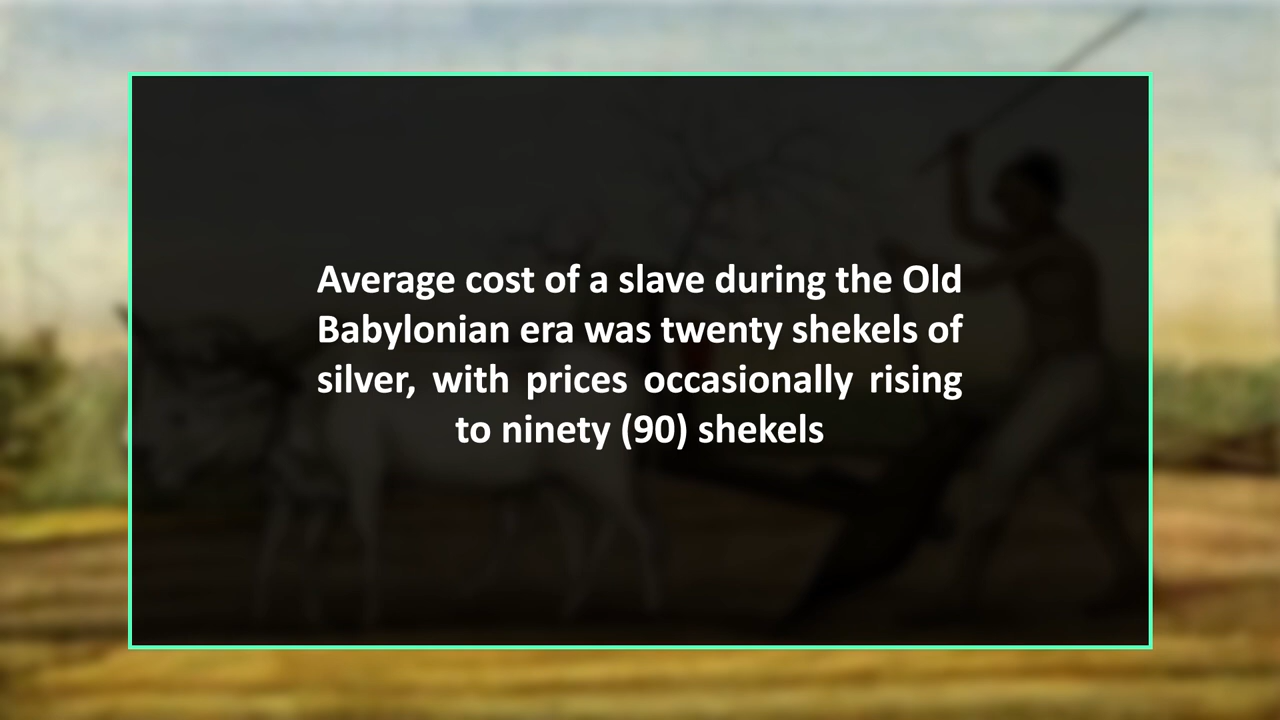 Average cost of a slave during the Old
Babylonian era was twenty shekels of
silver, with prices occasionally rising
to ninety (90) shekels